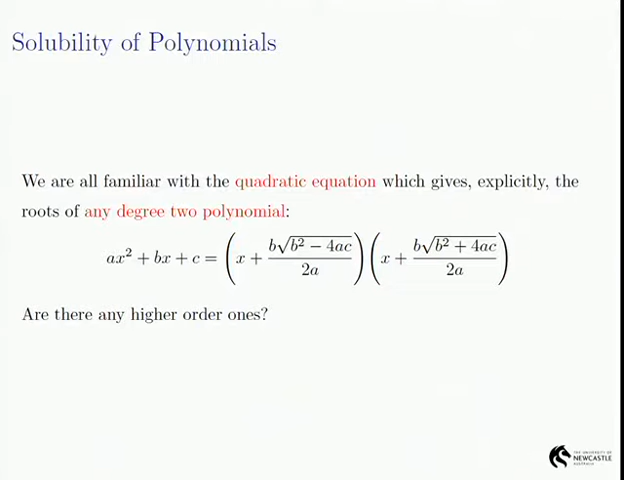 Solubility of Polynomials
We are all familiar with the quadratic equation which gives, explicitly, the
roots of any degree two polynomial:
ax² + bx + c = (x + b√(b² − 4ac) / 2a) (x + b√(b² + 4ac) / 2a)
Are there any higher order ones?
THE UNIVERSITY OF
NEWCASTLE
AUSTRALIA